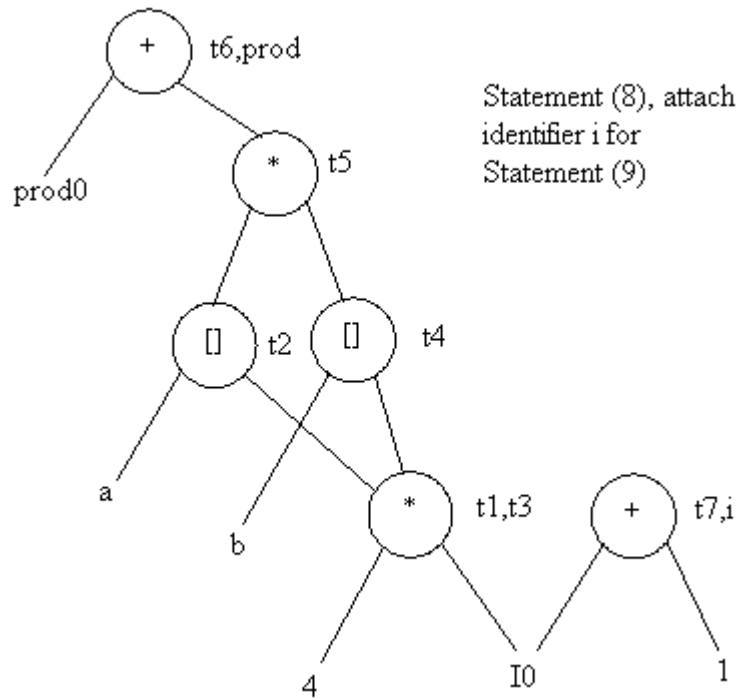 + t6,prod
Statement (8), attach
identifier i for
Statement (9)
* t5
prod0
[] t2
[] t4
a
b
* t1,t3
+ t7,i
4
I0
1